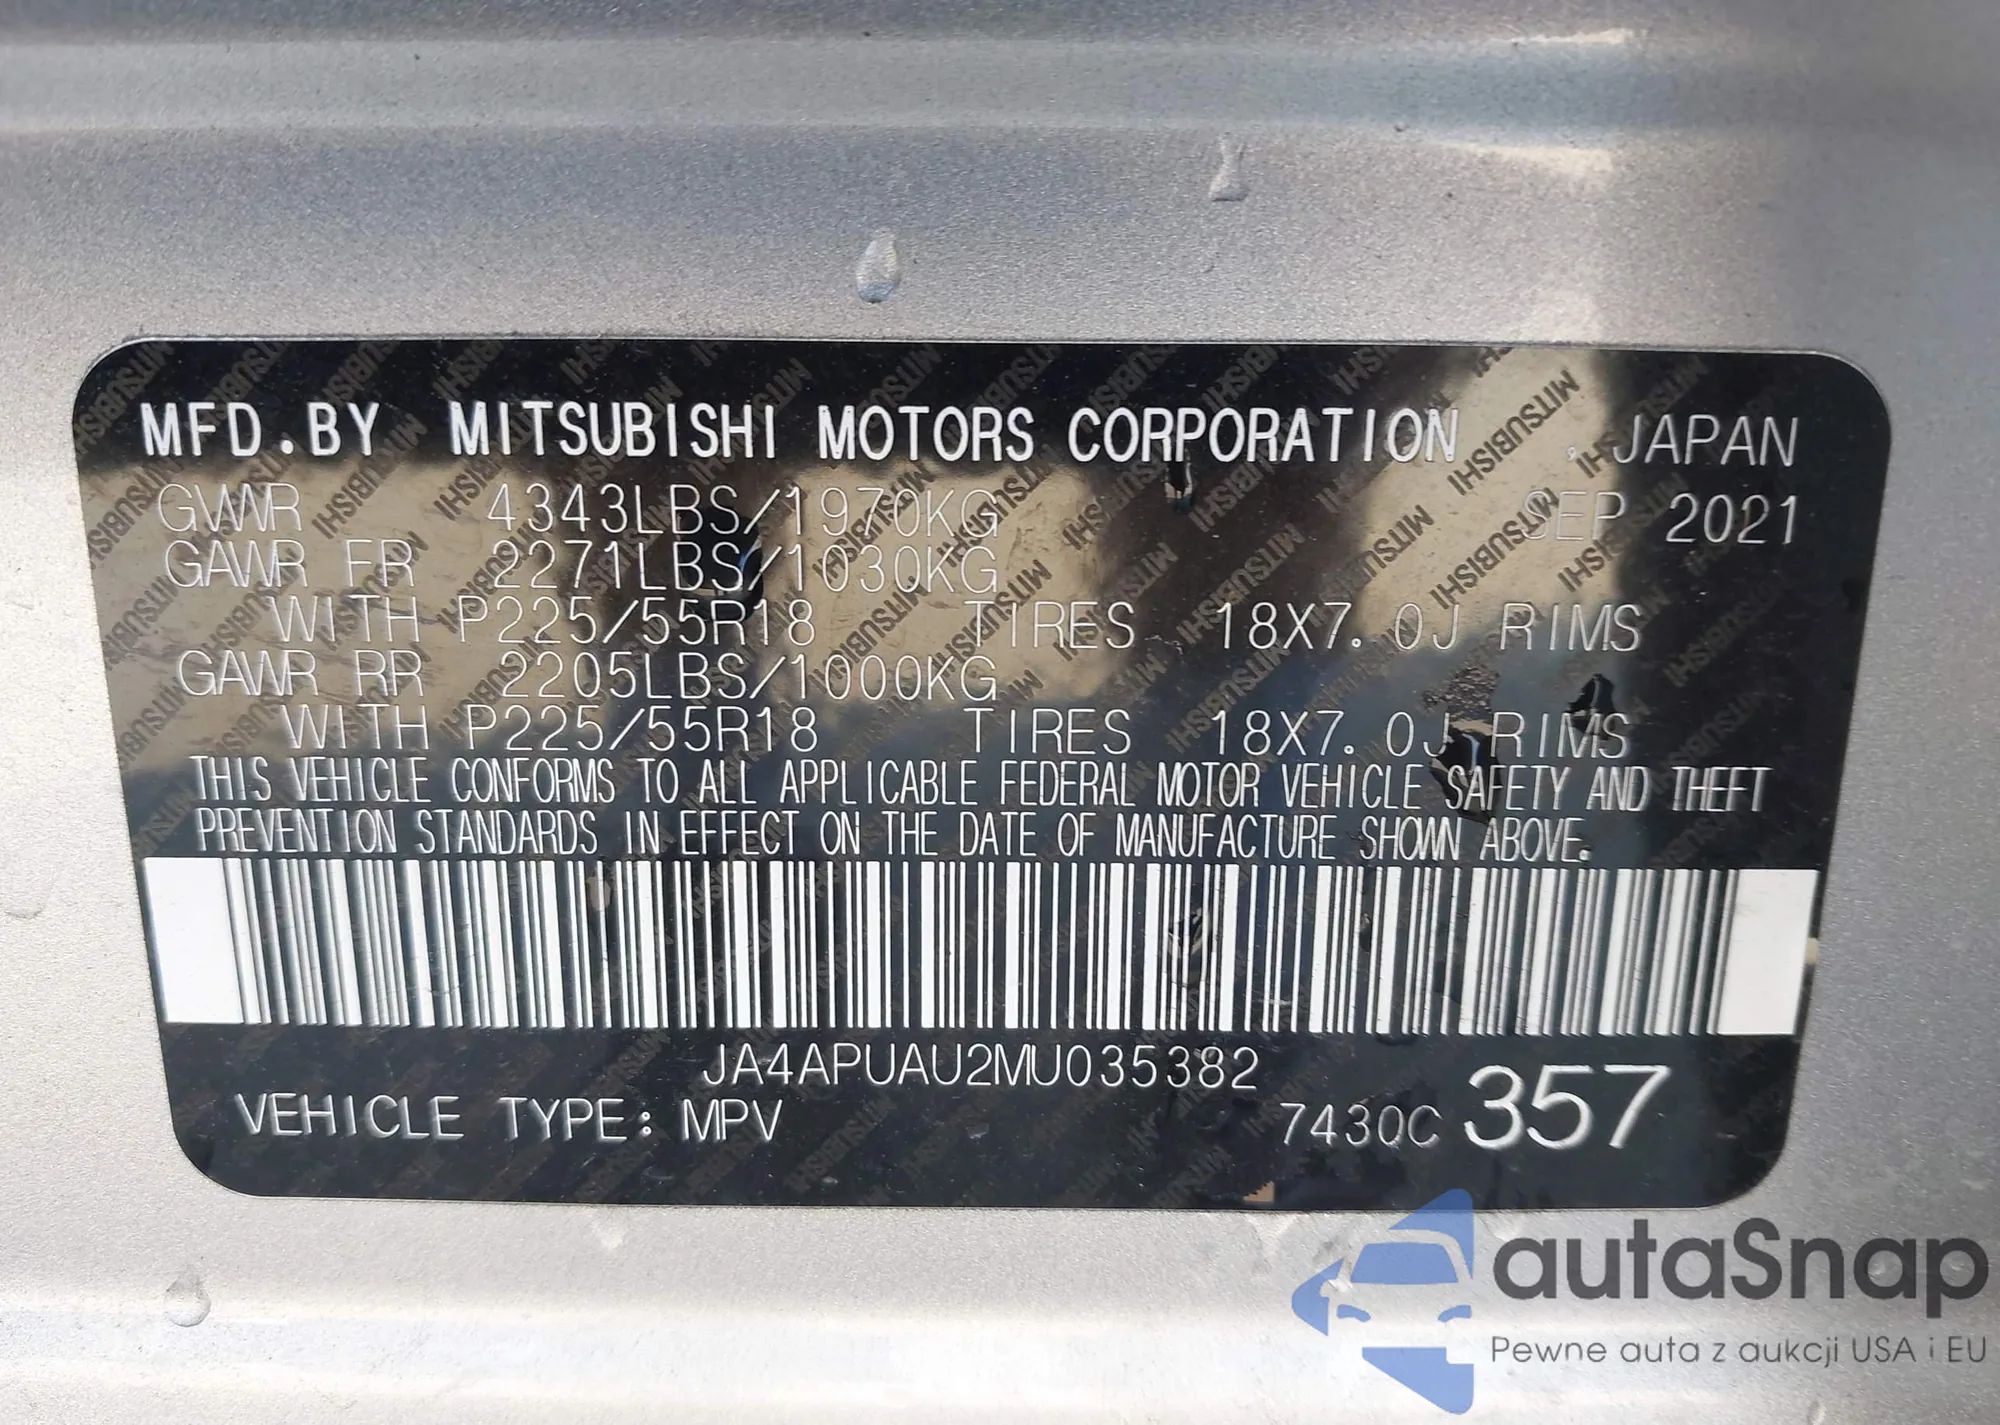 MFD.BY MITSUBISHI MOTORS CORPORATION , JAPAN
GVWR 4343LBS/1970KG SEP 2021
GAWR FR 2271LBS/1030KG
WITH P225/55R18 TIRES 18X7.0J RIMS
GAWR RR 2205LBS/1000KG
WITH P225/55R18 TIRES 18X7.0J RIMS
THIS VEHICLE CONFORMS TO ALL APPLICABLE FEDERAL MOTOR VEHICLE SAFETY AND THEFT
PREVENTION STANDARDS IN EFFECT ON THE DATE OF MANUFACTURE SHOWN ABOVE.
JA4APUAU2MU035382
VEHICLE TYPE: MPV 7430C 357
autaSnap
Pewne auta z aukcji USA i EU